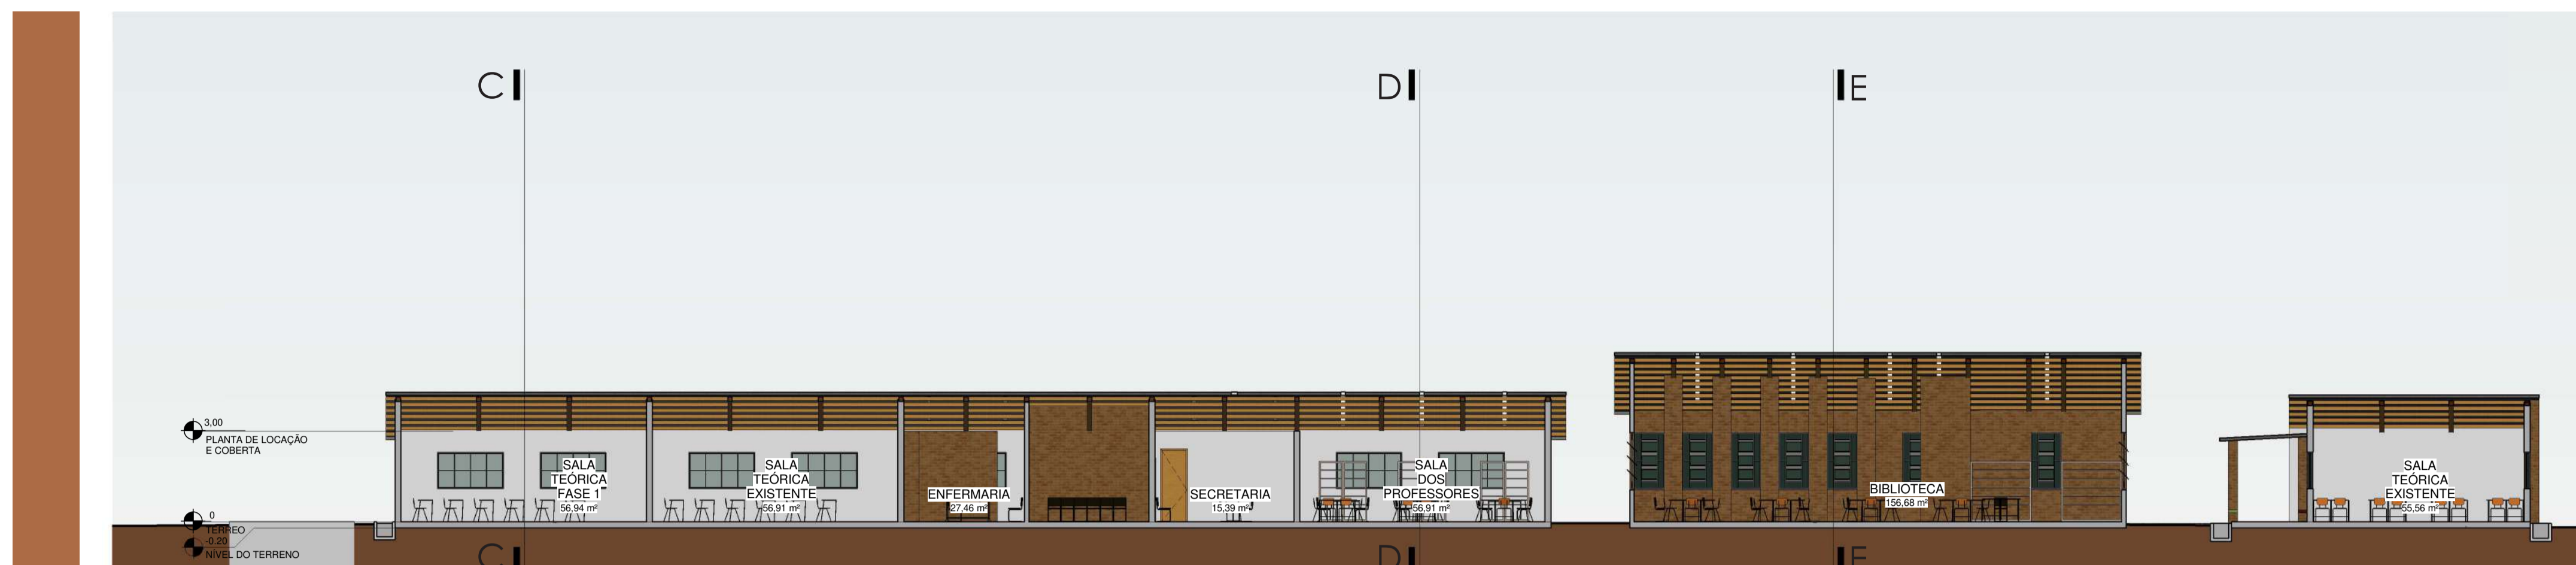 C
D
E
3,00
PLANTA DE LOCAÇÃO
E COBERTA
0
TÉRREO
-0.20
NÍVEL DO TERRENO
SALA
TEÓRICA
FASE 1
56,94 m²
SALA
TEÓRICA
EXISTENTE
56,91 m²
ENFERMARIA
27,46 m²
SECRETARIA
15,39 m²
SALA
DOS
PROFESSORES
56,91 m²
BIBLIOTECA
156,68 m²
SALA
TEÓRICA
EXISTENTE
55,56 m²
C
D
E